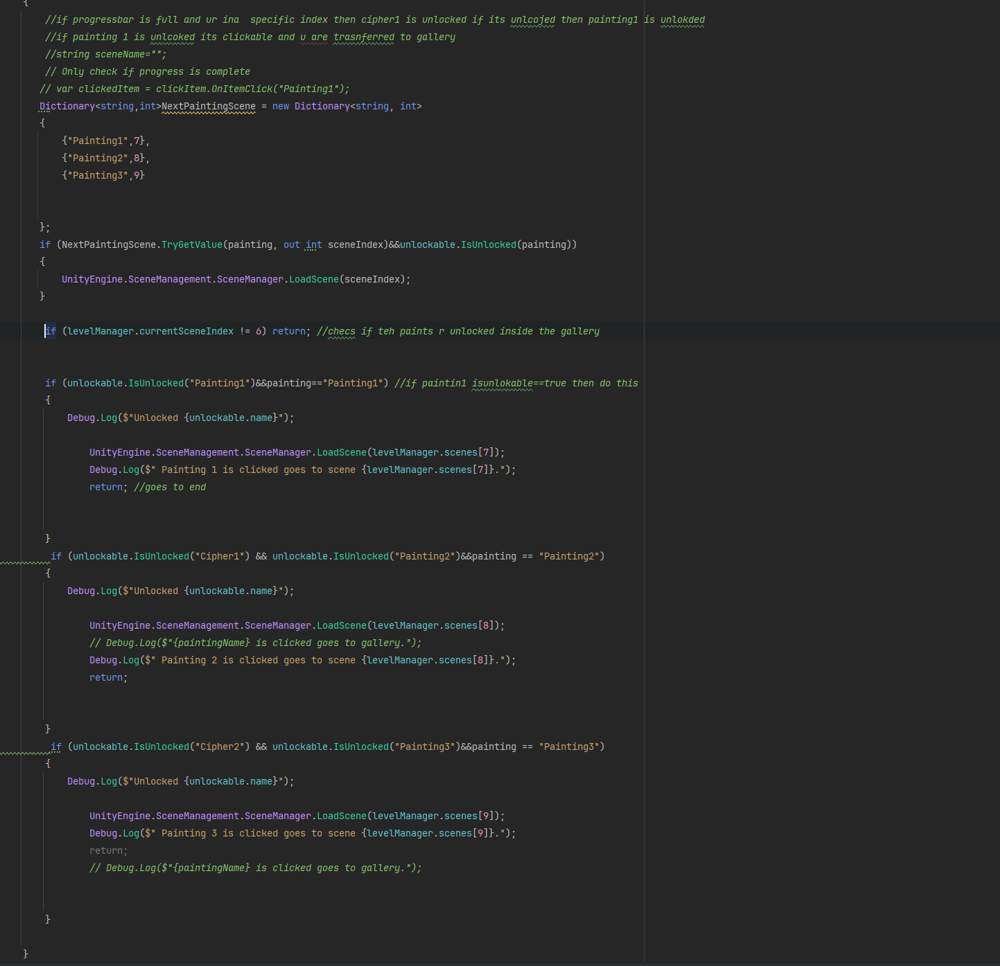 {
//if progressbar is full and ur ina  specific index then cipher1 is unlocked if its unlcojed then painting1 is unlokded
//if painting 1 is unlcoked its clickable and u are trasnferred to gallery
//string sceneName="";
// Only check if progress is complete
// var clickedItem = clickItem.OnItemClick("Painting1");
Dictionary<string,int>NextPaintingScene = new Dictionary<string, int>
{
{"Painting1",7},
{"Painting2",8},
{"Painting3",9}
};
if (NextPaintingScene.TryGetValue(painting, out int sceneIndex)&&unlockable.IsUnlocked(painting))
{
UnityEngine.SceneManagement.SceneManager.LoadScene(sceneIndex);
}
if (levelManager.currentSceneIndex != 6) return; //checs if teh paints r unlocked inside the gallery
if (unlockable.IsUnlocked("Painting1")&&painting=="Painting1") //if paintin1 isunlokable==true then do this
{
Debug.Log($"Unlocked {unlockable.name}");
UnityEngine.SceneManagement.SceneManager.LoadScene(levelManager.scenes[7]);
Debug.Log($" Painting 1 is clicked goes to scene {levelManager.scenes[7]}.");
return; //goes to end
}
if (unlockable.IsUnlocked("Cipher1") && unlockable.IsUnlocked("Painting2")&&painting == "Painting2")
{
Debug.Log($"Unlocked {unlockable.name}");
UnityEngine.SceneManagement.SceneManager.LoadScene(levelManager.scenes[8]);
// Debug.Log($"{paintingName} is clicked goes to gallery.");
Debug.Log($" Painting 2 is clicked goes to scene {levelManager.scenes[8]}.");
return;
}
if (unlockable.IsUnlocked("Cipher2") && unlockable.IsUnlocked("Painting3")&&painting == "Painting3")
{
Debug.Log($"Unlocked {unlockable.name}");
UnityEngine.SceneManagement.SceneManager.LoadScene(levelManager.scenes[9]);
Debug.Log($" Painting 3 is clicked goes to scene {levelManager.scenes[9]}.");
return;
// Debug.Log($"{paintingName} is clicked goes to gallery.");
}
}